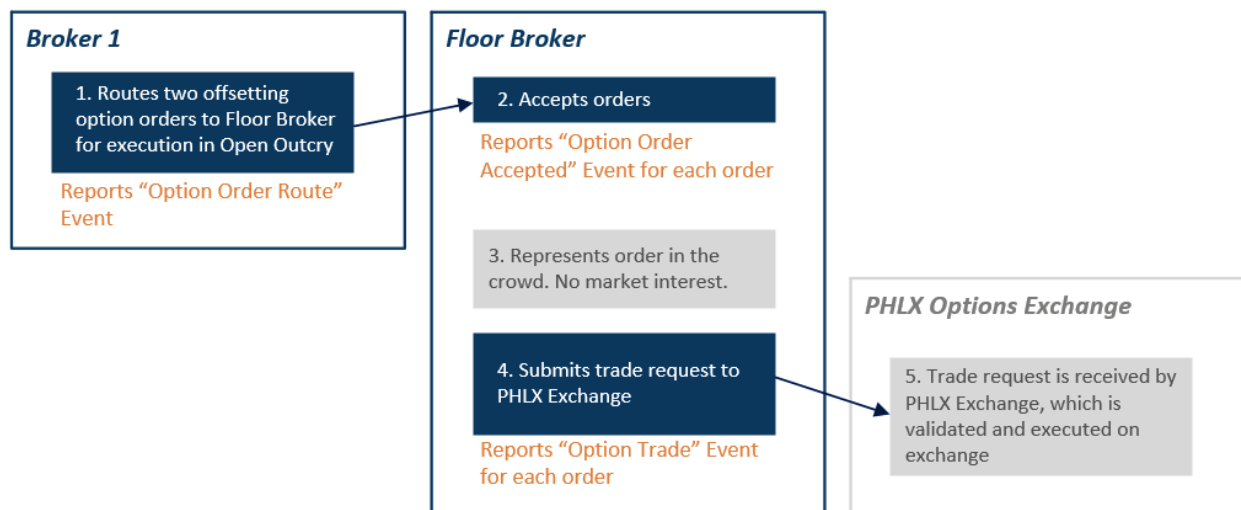 Broker 1
1. Routes two offsetting
option orders to Floor Broker
for execution in Open Outcry
Reports “Option Order Route”
Event
Floor Broker
2. Accepts orders
Reports “Option Order
Accepted” Event for each order
3. Represents order in the
crowd. No market interest.
4. Submits trade request to
PHLX Exchange
Reports “Option Trade” Event
for each order
PHLX Options Exchange
5. Trade request is received by
PHLX Exchange, which is
validated and executed on
exchange